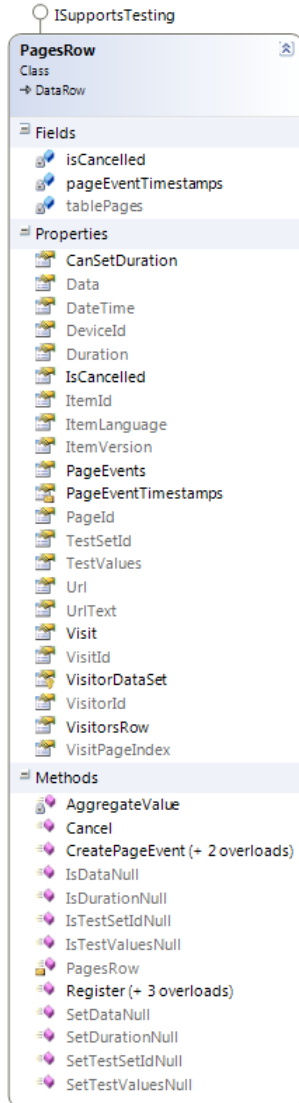 ISupportsTesting
PagesRow
Class
DataRow
Fields
isCancelled
pageEventTimestamps
tablePages
Properties
CanSetDuration
Data
DateTime
DeviceId
Duration
IsCancelled
ItemId
ItemLanguage
ItemVersion
PageEvents
PageEventTimestamps
PageId
TestSetId
TestValues
Url
UrlText
Visit
VisitId
VisitorDataSet
VisitorId
VisitorsRow
VisitPageIndex
Methods
AggregateValue
Cancel
CreatePageEvent (+ 2 overloads)
IsDataNull
IsDurationNull
IsTestSetIdNull
IsTestValuesNull
PagesRow
Register (+ 3 overloads)
SetDataNull
SetDurationNull
SetTestSetIdNull
SetTestValuesNull